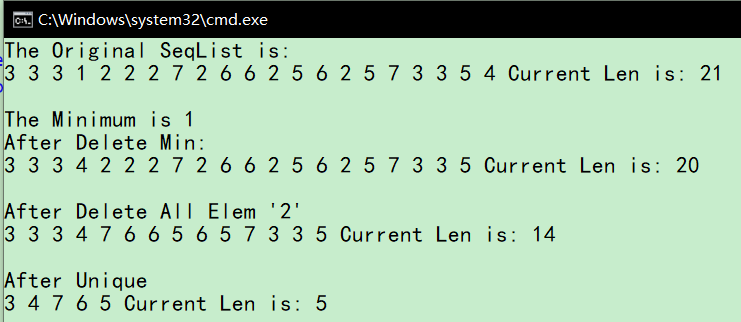 C:\Windows\system32\cmd.exe
The Original SeqList is:
3 3 3 1 2 2 2 7 2 6 6 2 5 6 2 5 7 3 3 5 4 Current Len is: 21
The Minimum is 1
After Delete Min:
3 3 3 4 2 2 2 7 2 6 6 2 5 6 2 5 7 3 3 5 Current Len is: 20
After Delete All Elem '2'
3 3 3 4 7 6 6 5 6 5 7 3 3 5 Current Len is: 14
After Unique
3 4 7 6 5 Current Len is: 5